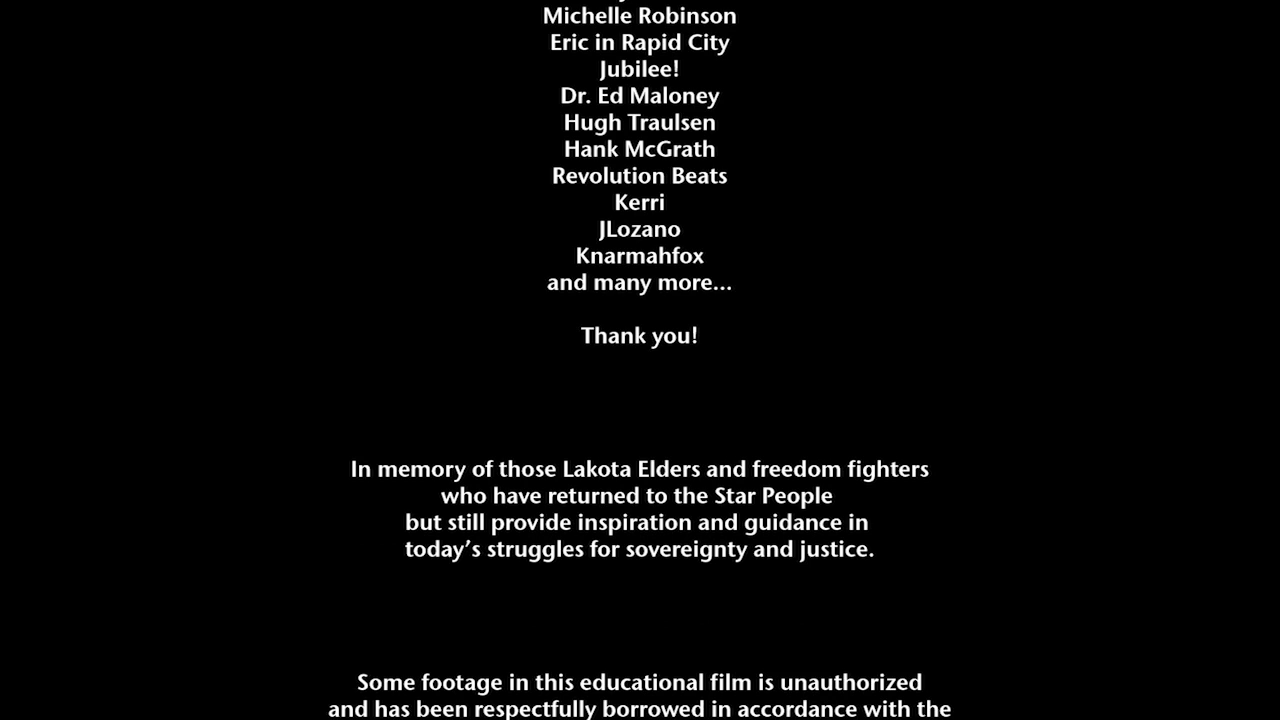 Michelle Robinson
Eric in Rapid City
Jubilee!
Dr. Ed Maloney
Hugh Traulsen
Hank McGrath
Revolution Beats
Kerri
JLozano
Knarmahfox
and many more...
Thank you!
In memory of those Lakota Elders and freedom fighters
who have returned to the Star People
but still provide inspiration and guidance in
today’s struggles for sovereignty and justice.
Some footage in this educational film is unauthorized
and has been respectfully borrowed in accordance with the